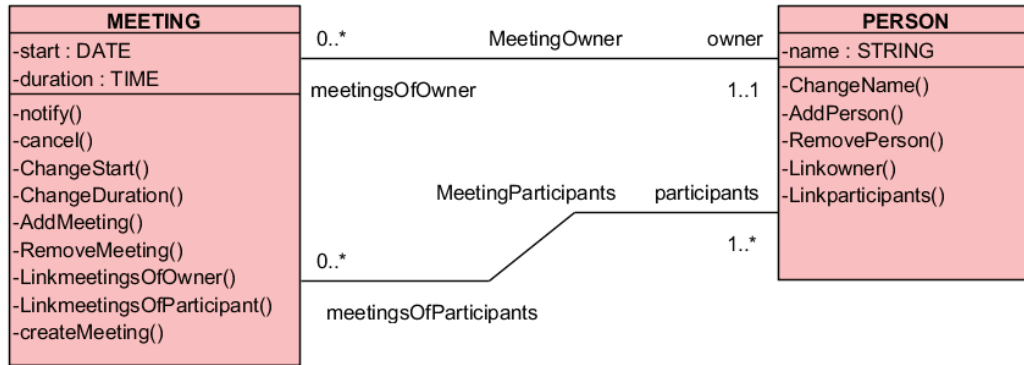 MEETING
-start : DATE
-duration : TIME
-notify()
-cancel()
-ChangeStart()
-ChangeDuration()
-AddMeeting()
-RemoveMeeting()
-LinkmeetingsOfOwner()
-LinkmeetingsOfParticipant()
-createMeeting()
0..* MeetingOwner owner
meetingsOfOwner 1..1
MeetingParticipants participants
0..* 1..*
meetingsOfParticipants
PERSON
-name : STRING
-ChangeName()
-AddPerson()
-RemovePerson()
-Linkowner()
-Linkparticipants()